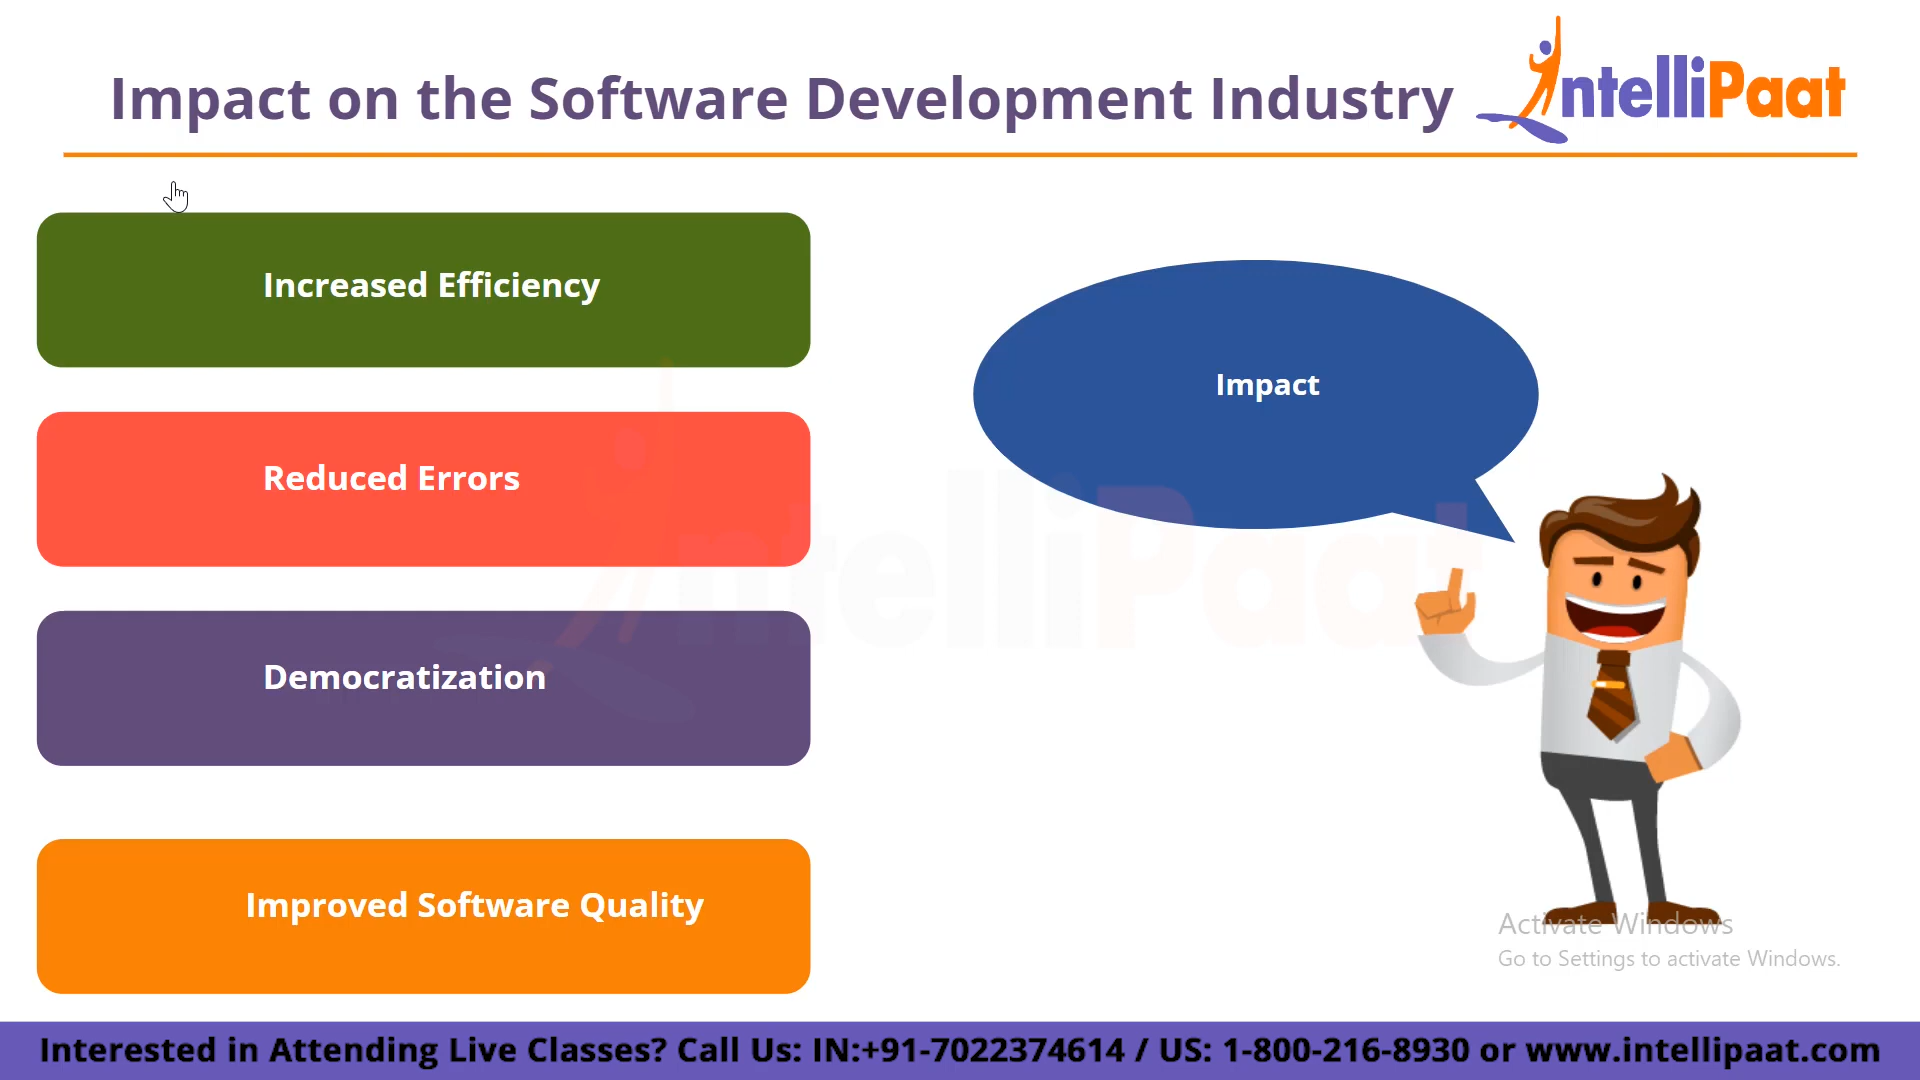 Impact on the Software Development Industry
IntelliPaat
Increased Efficiency
Impact
Reduced Errors
Democratization
Improved Software Quality
IntelliPaat
Activate Windows
Go to Settings to activate Windows.
Interested in Attending Live Classes? Call Us: IN:+91-7022374614 / US: 1-800-216-8930 or www.intellipaat.com